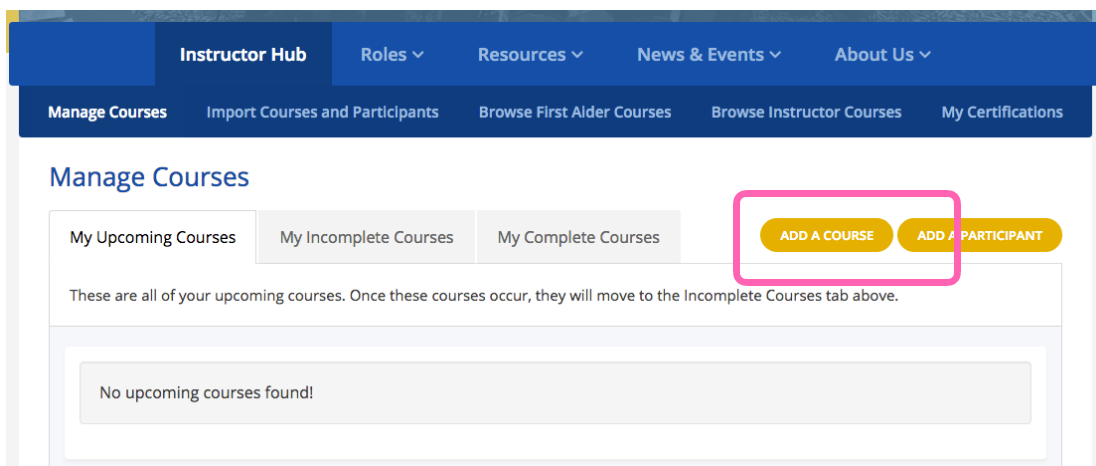 Instructor Hub Roles Resources News & Events About Us
Manage Courses Import Courses and Participants Browse First Aider Courses Browse Instructor Courses My Certifications
Manage Courses
My Upcoming Courses My Incomplete Courses My Complete Courses ADD A COURSE ADD A PARTICIPANT
These are all of your upcoming courses. Once these courses occur, they will move to the Incomplete Courses tab above.
No upcoming courses found!